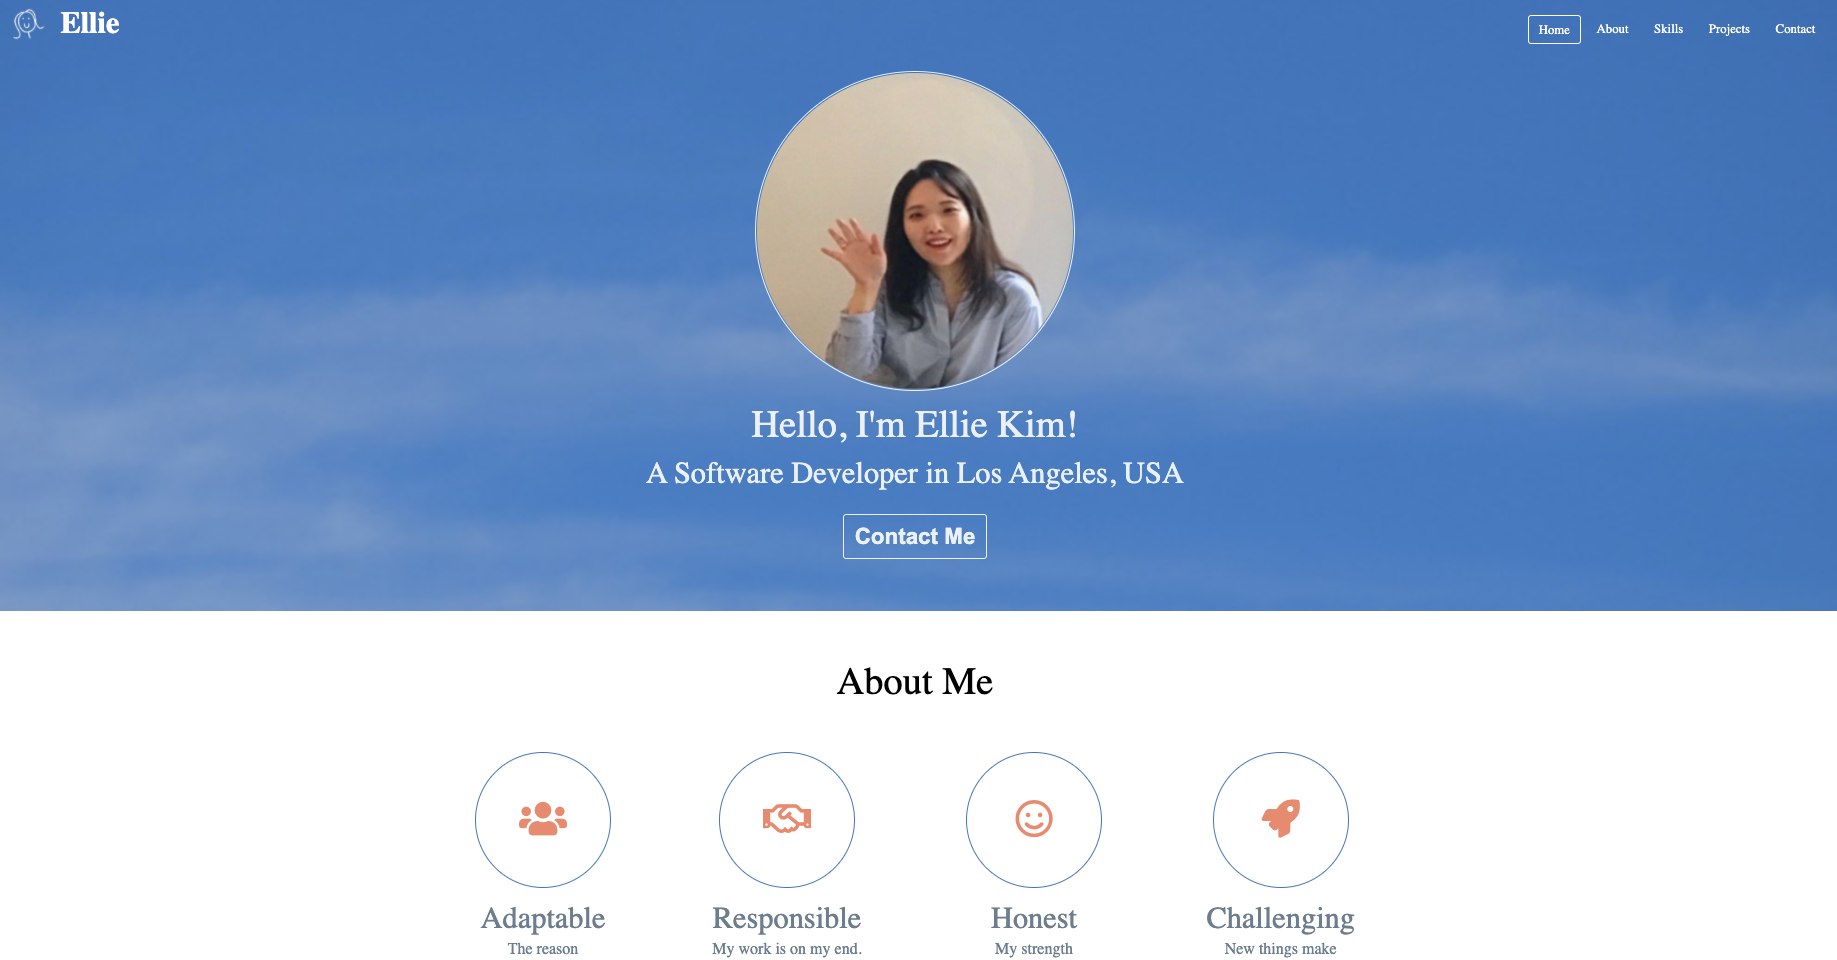 Ellie
Home About Skills Projects Contact
Hello, I'm Ellie Kim!
A Software Developer in Los Angeles, USA
Contact Me
About Me
Adaptable
The reason
Responsible
My work is on my end.
Honest
My strength
Challenging
New things make